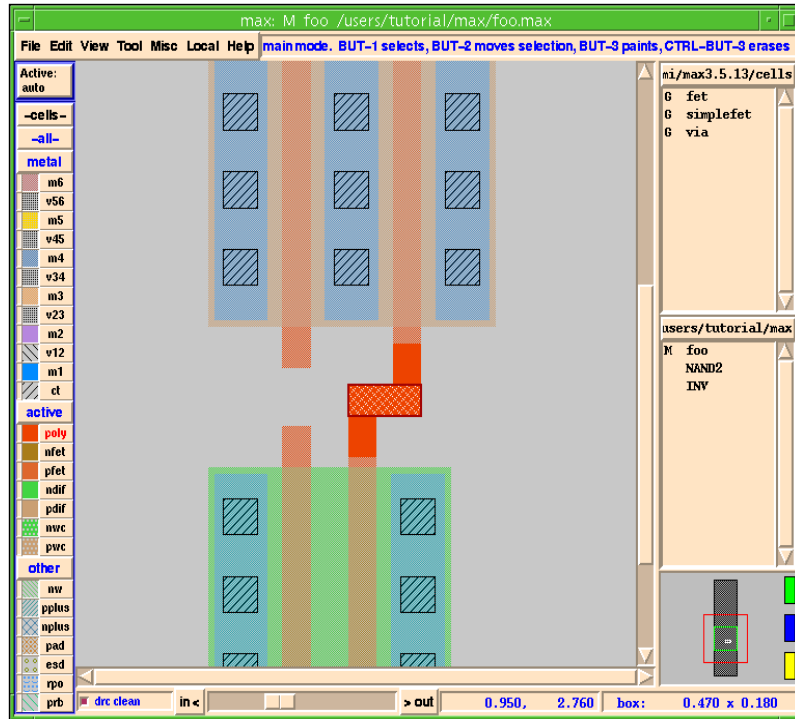 max: M foo /users/tutorial/max/foo.max
File Edit View Tool Misc Local Help main mode. BUT-1 selects, BUT-2 moves selection, BUT-3 paints, CTRL-BUT-3 erases
Active:
auto
-cells-
-all-
metal
m6
v56
m5
v45
m4
v34
m3
v23
m2
v12
m1
ct
active
poly
nfet
pfet
ndif
pdif
nwc
pwc
other
nw
pplus
nplus
pad
esd
rpo
prb
mi/max3.5.13/cells
G fet
G simplefet
G via
users/tutorial/max
M foo
NAND2
INV
drc clean in < > out 0.950, 2.760 box: 0.470 x 0.180